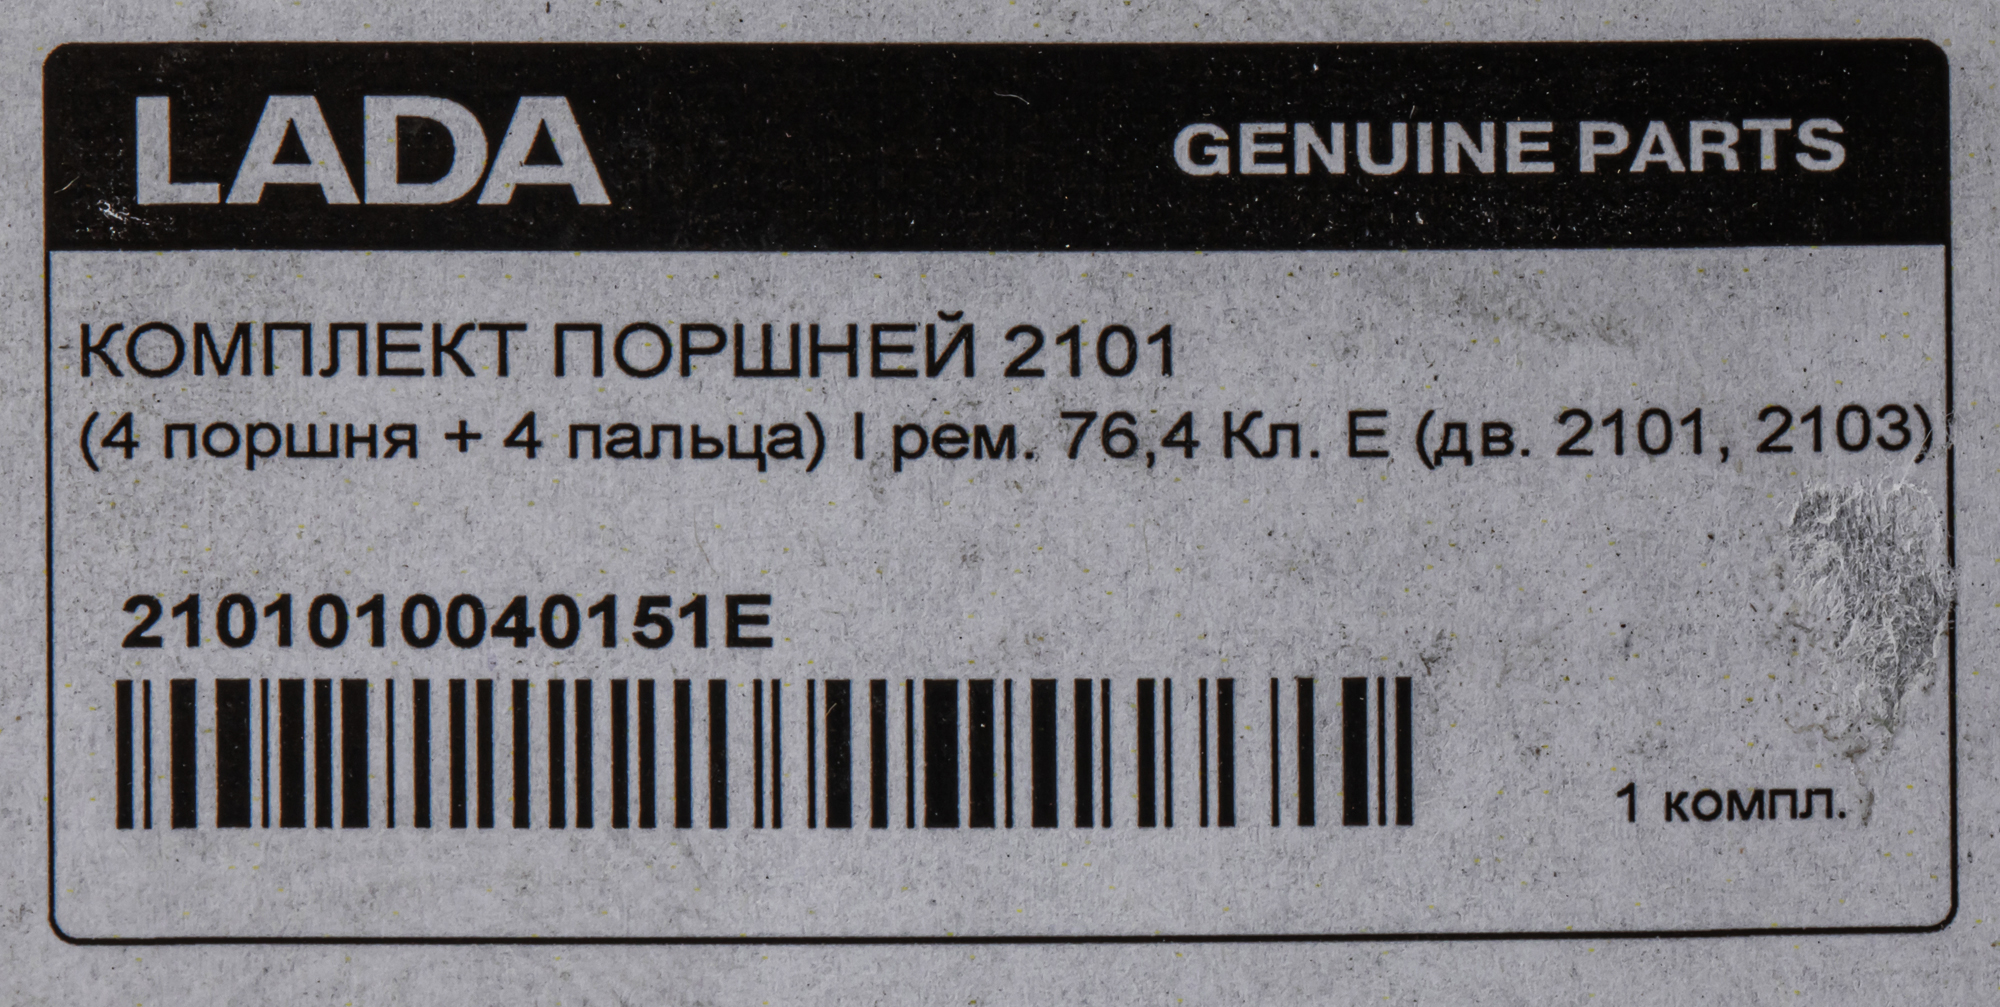 LADA GENUINE PARTS
КОМПЛЕКТ ПОРШНЕЙ 2101
(4 поршня + 4 пальца) I рем. 76,4 Кл. Е (дв. 2101, 2103)
2101010040151E
1 компл.